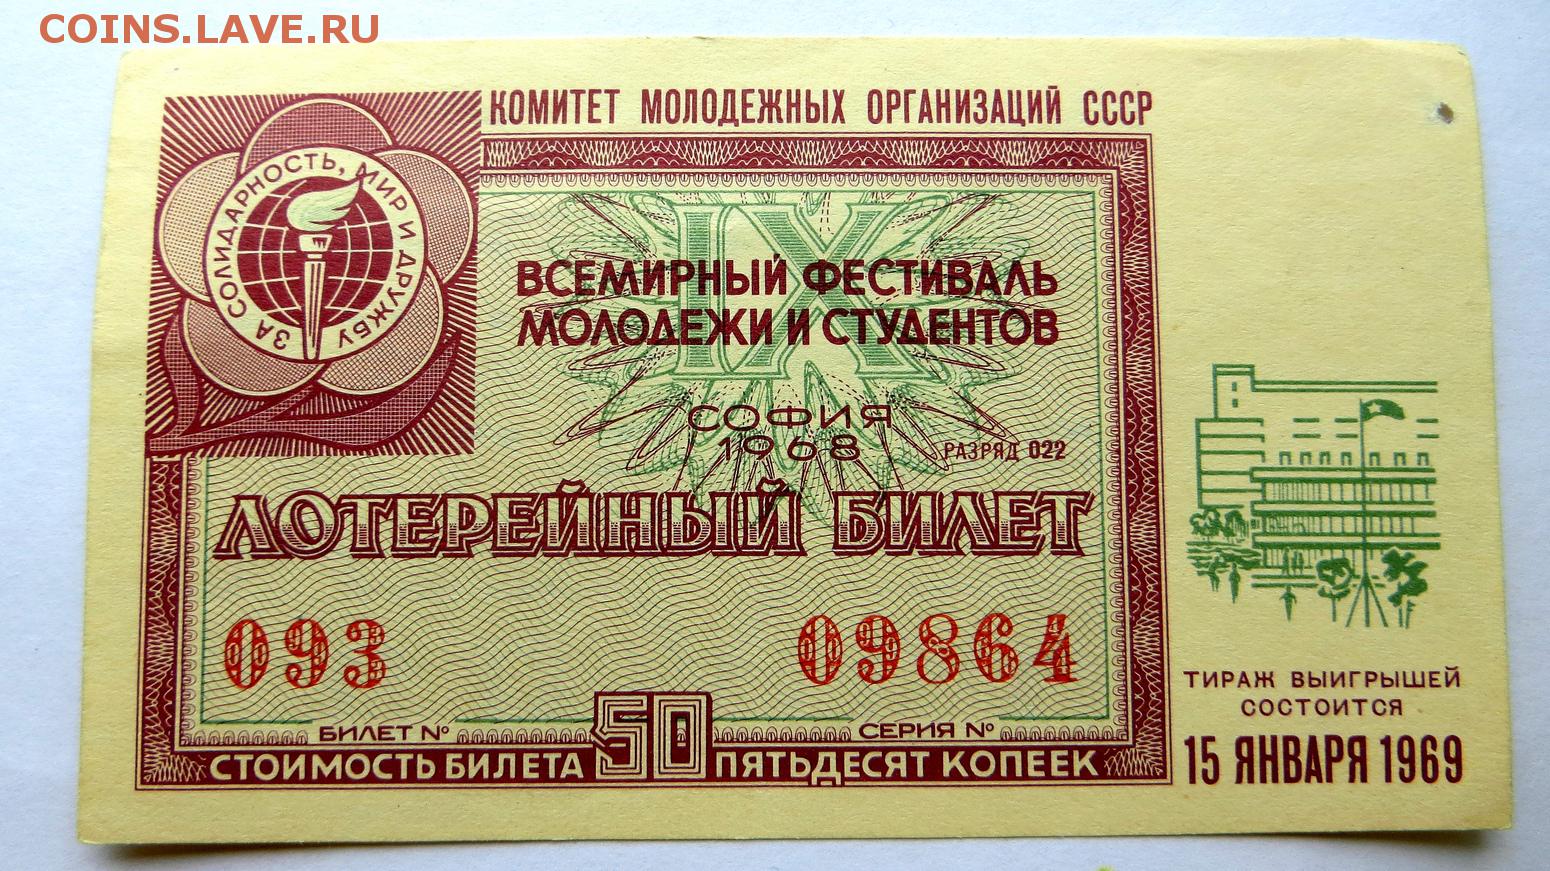 COINS.LAVE.RU
КОМИТЕТ МОЛОДЕЖНЫХ ОРГАНИЗАЦИЙ СССР
ЗА СОЛИДАРНОСТЬ, МИР И ДРУЖБУ
IX
ВСЕМИРНЫЙ ФЕСТИВАЛЬ
МОЛОДЕЖИ И СТУДЕНТОВ
СОФИЯ
1968
РАЗРЯД 022
ЛОТЕРЕЙНЫЙ БИЛЕТ
093 09864
БИЛЕТ № СЕРИЯ №
СТОИМОСТЬ БИЛЕТА 50 ПЯТЬДЕСЯТ КОПЕЕК
ТИРАЖ ВЫИГРЫШЕЙ
СОСТОИТСЯ
15 ЯНВАРЯ 1969